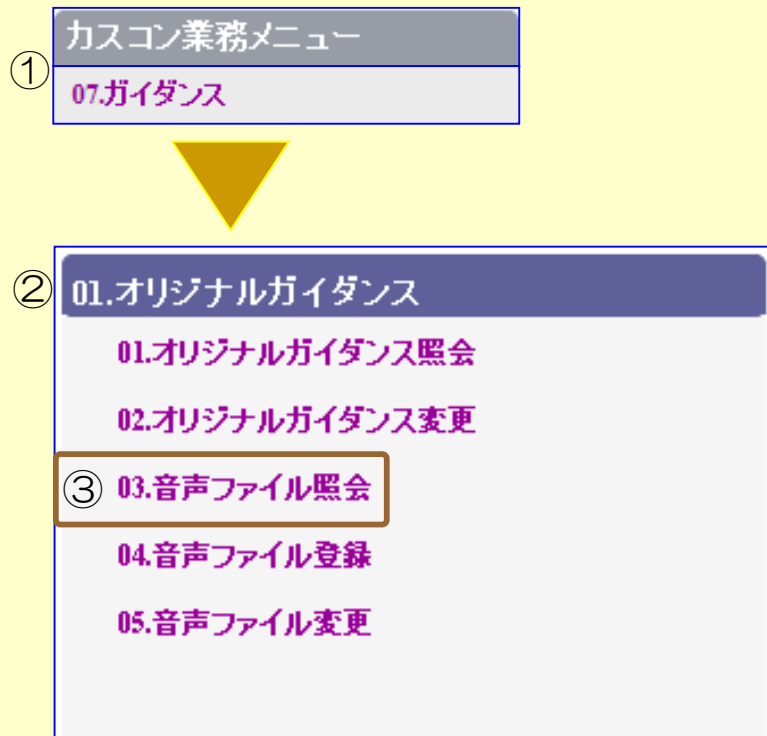 カスコン業務メニュー
①
07.ガイダンス
②
01.オリジナルガイダンス
01.オリジナルガイダンス照会
02.オリジナルガイダンス変更
③ 03.音声ファイル照会
04.音声ファイル登録
05.音声ファイル変更